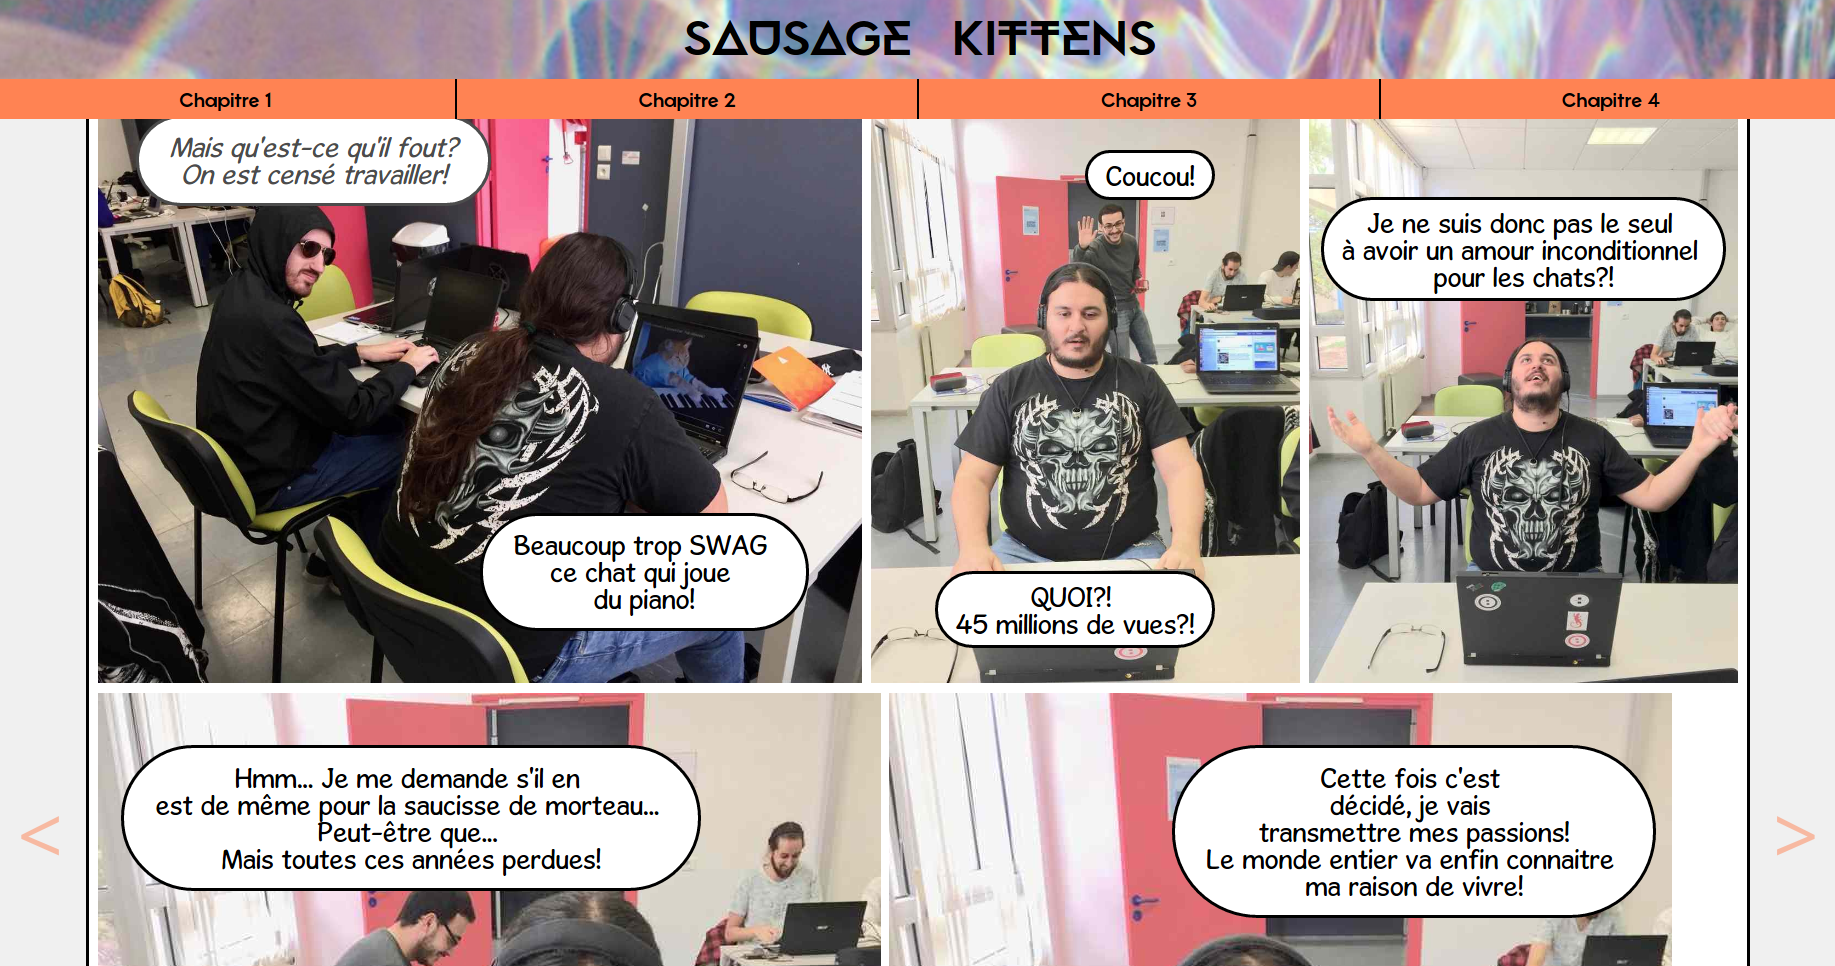 SAUSAGE KITTENS
Chapitre 1
Chapitre 2
Chapitre 3
Chapitre 4
Mais qu'est-ce qu'il fout?
On est censé travailler!
Beaucoup trop SWAG
ce chat qui joue
du piano!
Coucou!
QUOI?!
45 millions de vues?!
Je ne suis donc pas le seul
à avoir un amour inconditionnel
pour les chats?!
Hmm... Je me demande s'il en
est de même pour la saucisse de morteau...
Peut-être que...
Mais toutes ces années perdues!
Cette fois c'est
décidé, je vais
transmettre mes passions!
Le monde entier va enfin connaitre
ma raison de vivre!
<
>